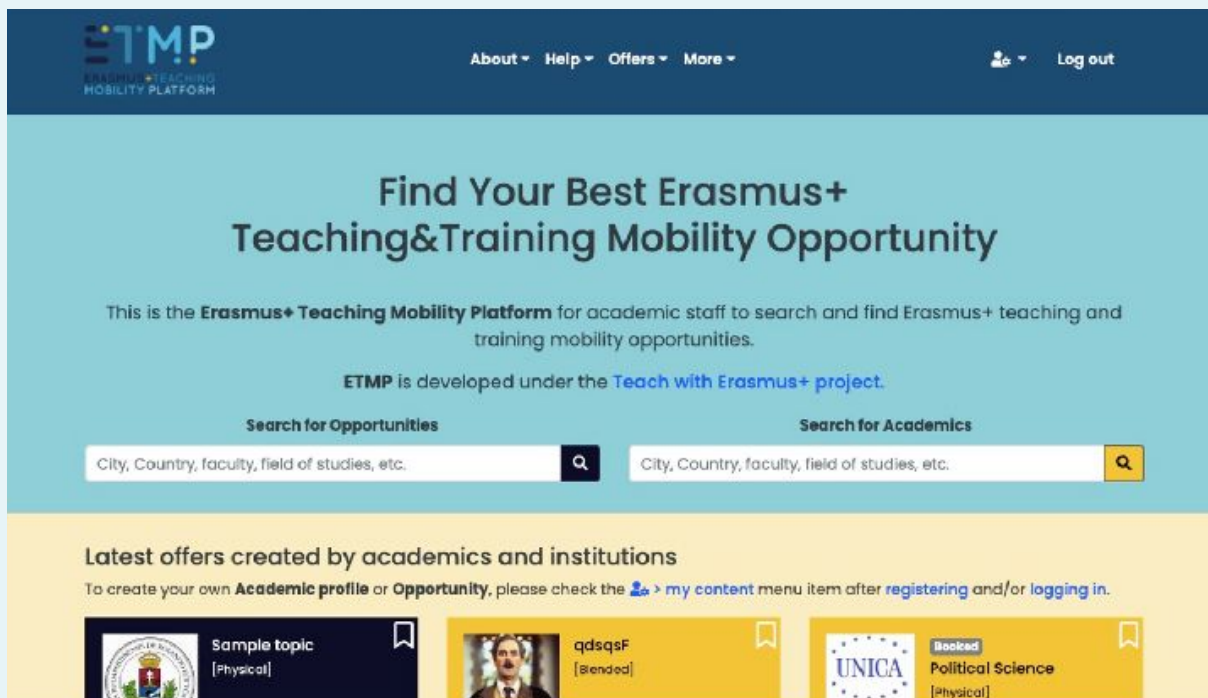 ETMP
ERASMUS+TEACHING
MOBILITY PLATFORM
About Help Offers More
Log out
Find Your Best Erasmus+
Teaching&Training Mobility Opportunity
This is the Erasmus+ Teaching Mobility Platform for academic staff to search and find Erasmus+ teaching and
training mobility opportunities.
ETMP is developed under the Teach with Erasmus+ project.
Search for Opportunities
Search for Academics
City, Country, faculty, field of studies, etc.
City, Country, faculty, field of studies, etc.
Latest offers created by academics and institutions
To create your own Academic profile or Opportunity, please check the > my content menu item after registering and/or logging in.
Sample topic
[Physical]
qdsqsF
[Blended]
UNICA
Booked
Political Science
[Physical]